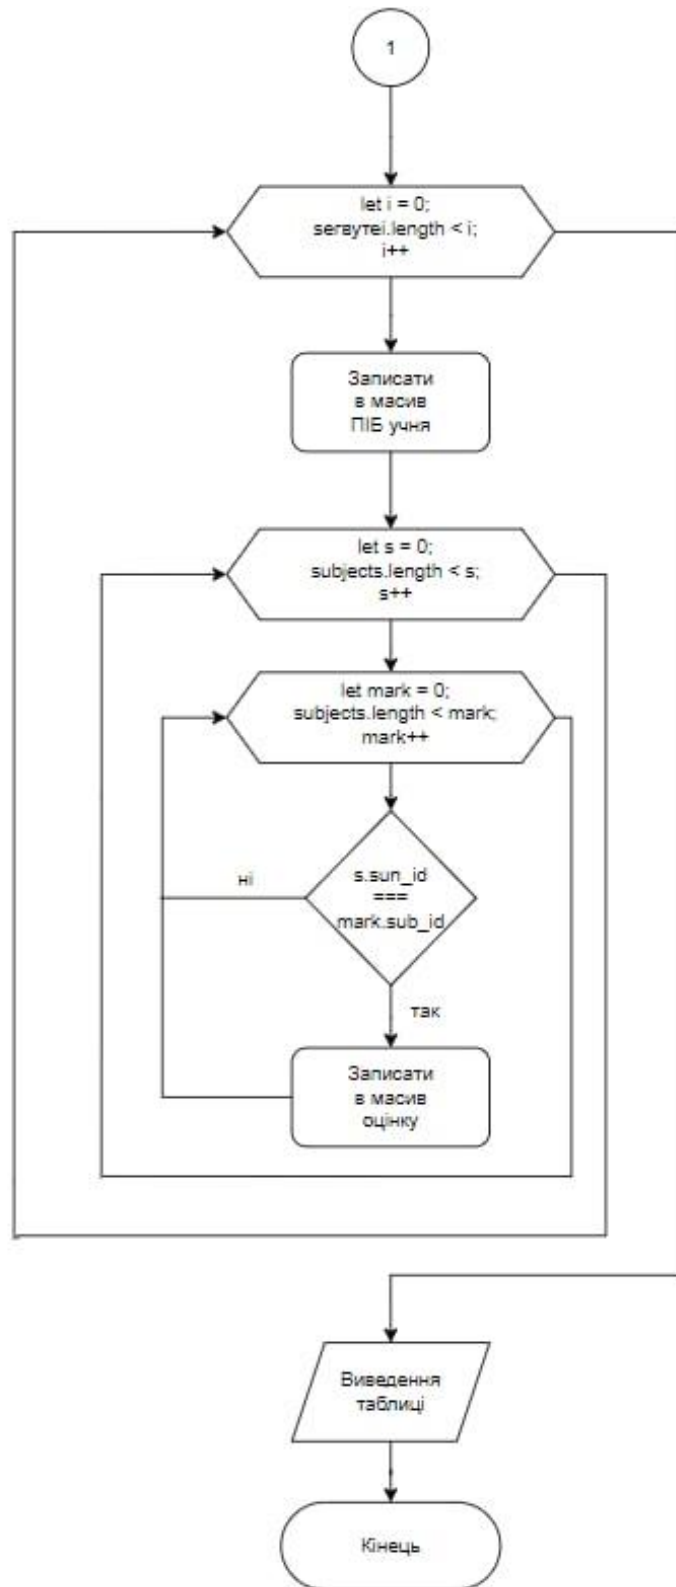 1
let i = 0;
sегвутеі.length < i;
i++
Записати
в масив
ПІБ учня
let s = 0;
subjects.length < s;
s++
let mark = 0;
subjects.length < mark;
mark++
ні
s.sun_id
===
mark.sub_id
так
Записати
в масив
оцінку
Виведення
таблиці
Кінець